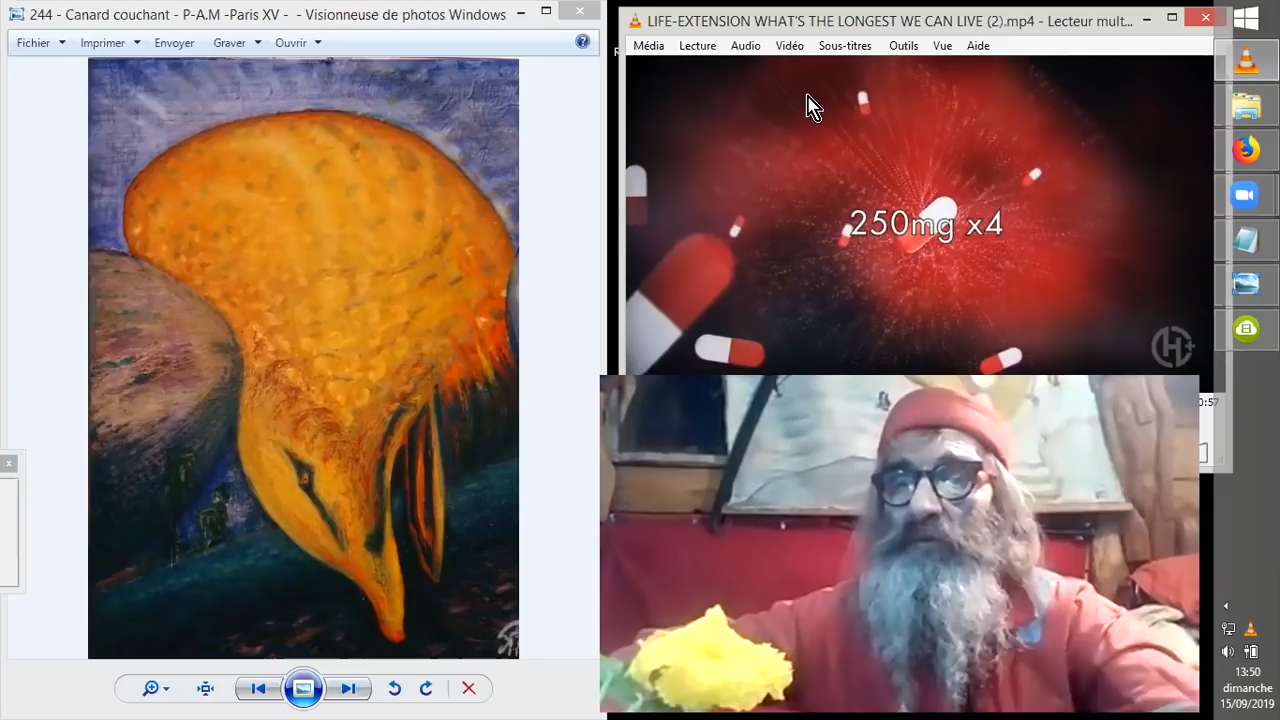 244 - Canard couchant - P-A-M -Paris XV - - Visionneuse de photos Windows
Fichier Imprimer Envoyer Graver Ouvrir
LIFE-EXTENSION WHAT'S THE LONGEST WE CAN LIVE (2).mp4 - Lecteur mult...
Média Lecture Audio Vidéo Sous-titres Outils Vue Aide
250mg x4
H+
0:57
13:50
dimanche
15/09/2019